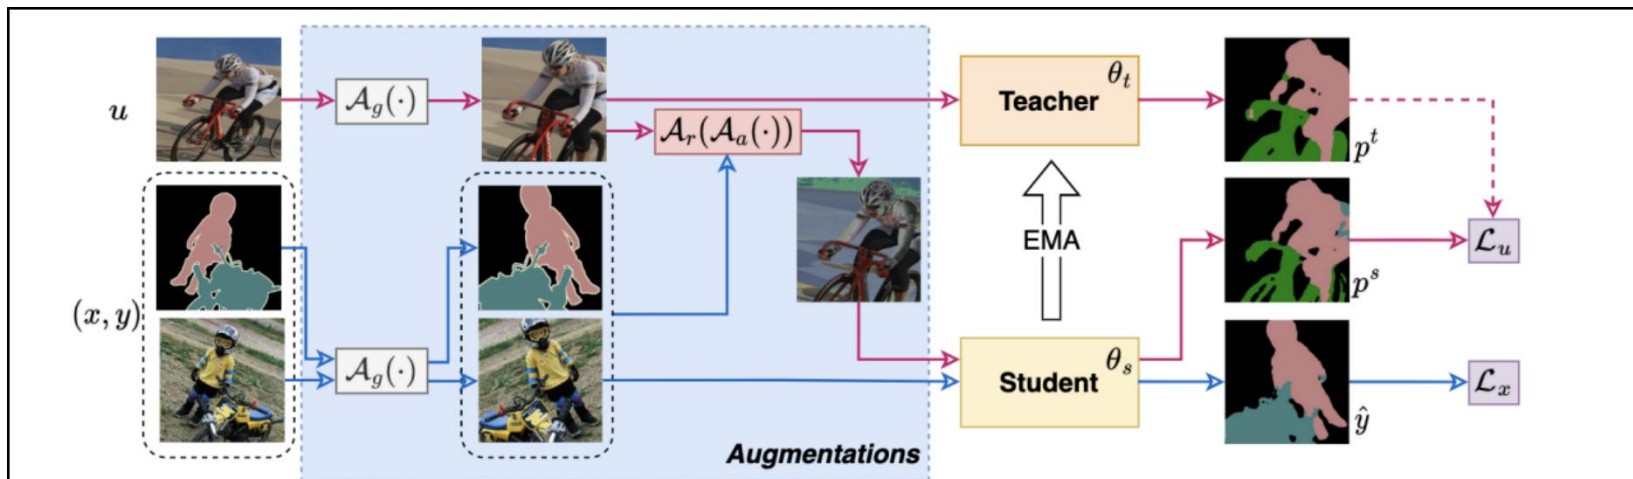 u
𝒜_g(·)
𝒜_r(𝒜_a(·))
Teacher
θ_t
p^t
EMA
p^s
ℒ_u
(x, y)
𝒜_g(·)
Student
θ_s
ŷ
ℒ_x
Augmentations